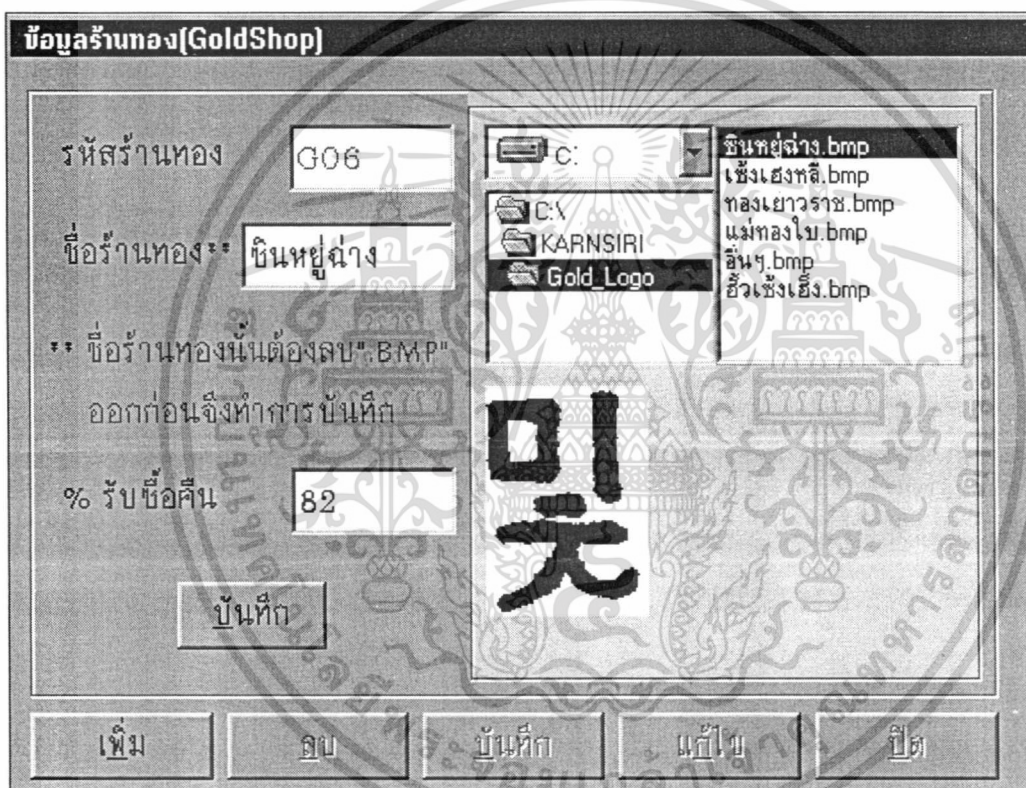 ข้อมูลร้านทอง(GoldShop)
รหัสร้านทอง
G06
ชื่อร้านทอง**
ซินหยู่ฉ่าง
** ชื่อร้านทองนั้นต้องลบ".BMP"
ออกก่อนจึงทำการบันทึก
% รับซื้อคืน
82
บันทึก
C:
C:\
KARNSIRI
Gold_Logo
ซินหยู่ฉ่าง.bmp
เซ้งเฮงหลี.bmp
ทองเยาวราช.bmp
แม่ทองใบ.bmp
อื่นๆ.bmp
ฮั้วเซ้งเฮ็ง.bmp
미
첫
เพิ่ม
ลบ
บันทึก
แก้ไข
ปิด